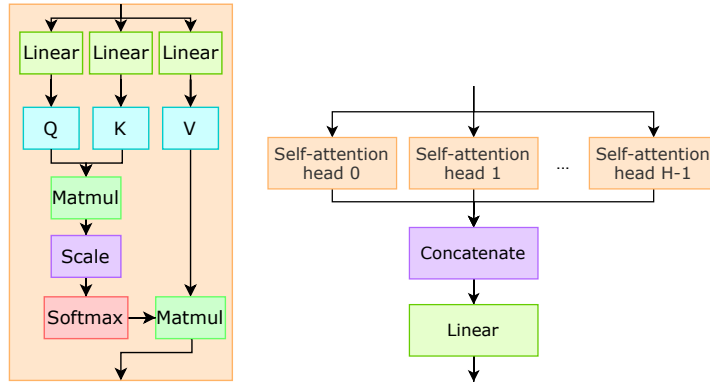 Linear Linear Linear
Q K V
Matmul
Scale
Softmax Matmul
Self-attention head 0
Self-attention head 1
...
Self-attention head H-1
Concatenate
Linear